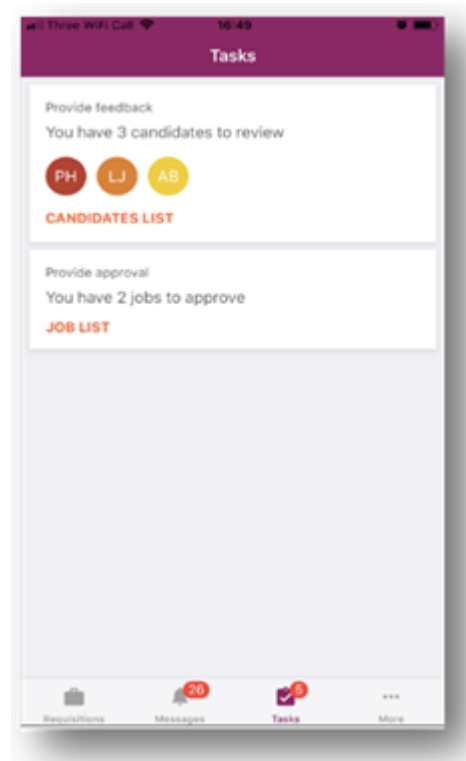 Three WiFi Call 16:49
Tasks
Provide feedback
You have 3 candidates to review
PH LJ AB
CANDIDATES LIST
Provide approval
You have 2 jobs to approve
JOB LIST
26 5
Requisitions Messages Tasks More